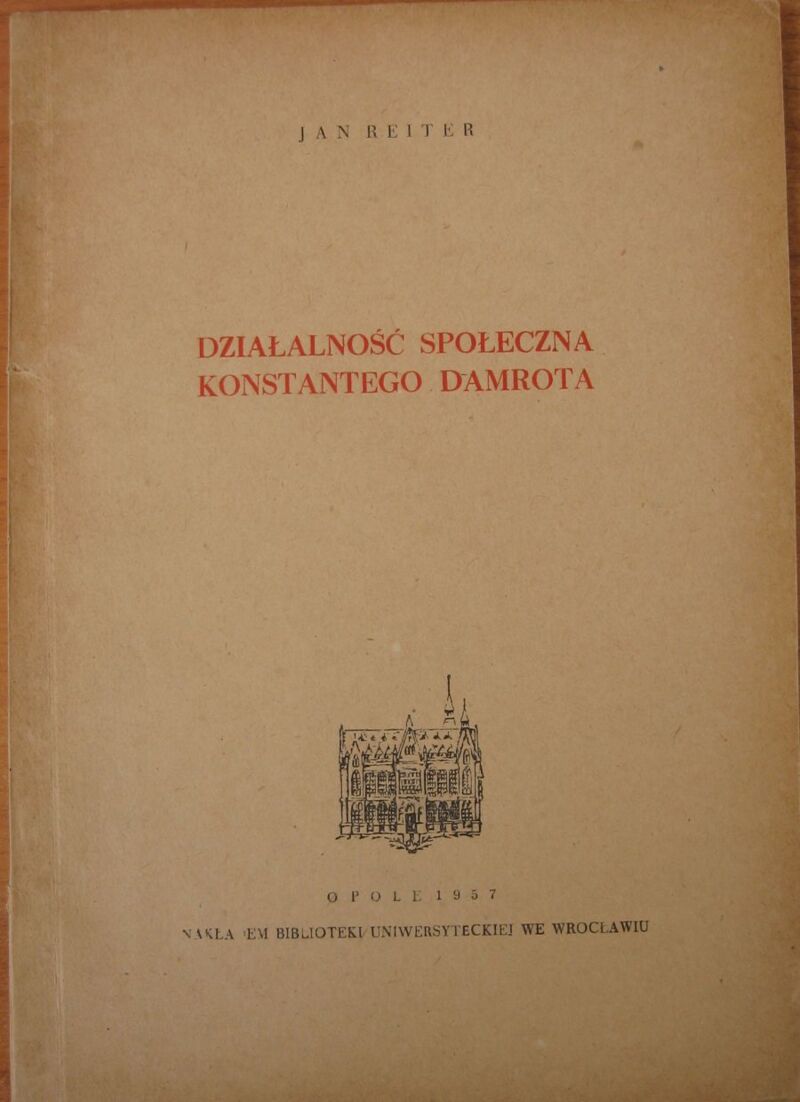 JAN REITER
DZIAŁALNOŚĆ SPOŁECZNA
KONSTANTEGO DAMROTA
OPOLE 1957
NAKŁADEM BIBLIOTEKI UNIWERSYTECKIEJ WE WROCŁAWIU